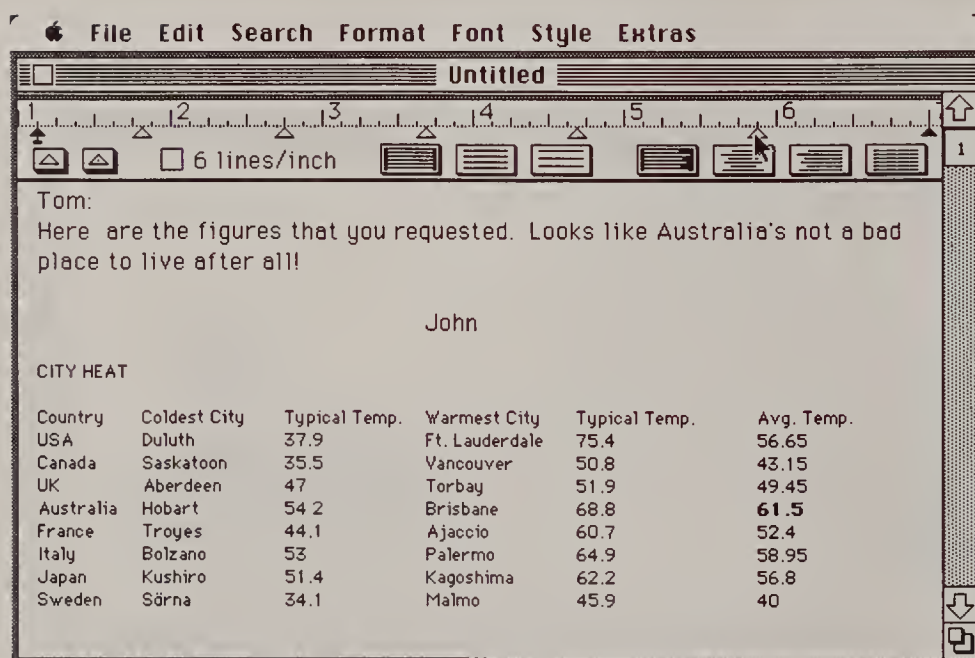 File Edit Search Format Font Style Extras
Untitled
1 2 3 4 5 6
6 lines/inch
1
Tom:
Here are the figures that you requested. Looks like Australia's not a bad
place to live after all!
John
CITY HEAT
Country Coldest City Typical Temp. Warmest City Typical Temp. Avg. Temp.
USA Duluth 37.9 Ft. Lauderdale 75.4 56.65
Canada Saskatoon 35.5 Vancouver 50.8 43.15
UK Aberdeen 47 Torbay 51.9 49.45
Australia Hobart 54 2 Brisbane 68.8 61.5
France Troyes 44.1 Ajaccio 60.7 52.4
Italy Bolzano 53 Palermo 64.9 58.95
Japan Kushiro 51.4 Kagoshima 62.2 56.8
Sweden Särna 34.1 Malmo 45.9 40